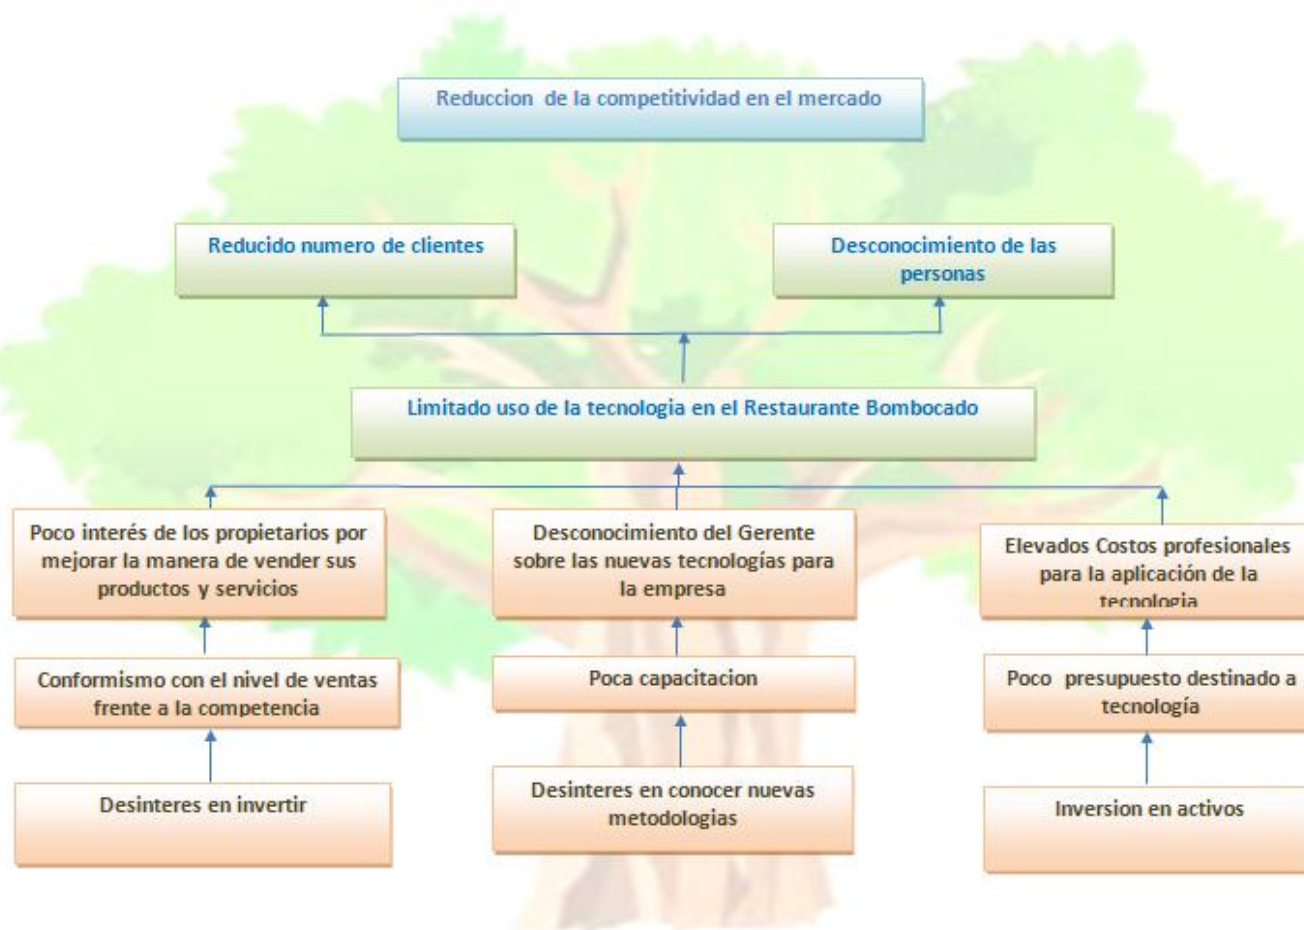 Reduccion de la competitividad en el mercado
Reducido numero de clientes
Desconocimiento de las
personas
Limitado uso de la tecnologia en el Restaurante Bombocado
Poco interés de los propietarios por
mejorar la manera de vender sus
productos y servicios
Desconocimiento del Gerente
sobre las nuevas tecnologías para
la empresa
Elevados Costos profesionales
para la aplicación de la
tecnologia
Conformismo con el nivel de ventas
frente a la competencia
Poca capacitacion
Poco presupuesto destinado a
tecnología
Desinteres en invertir
Desinteres en conocer nuevas
metodologias
Inversion en activos